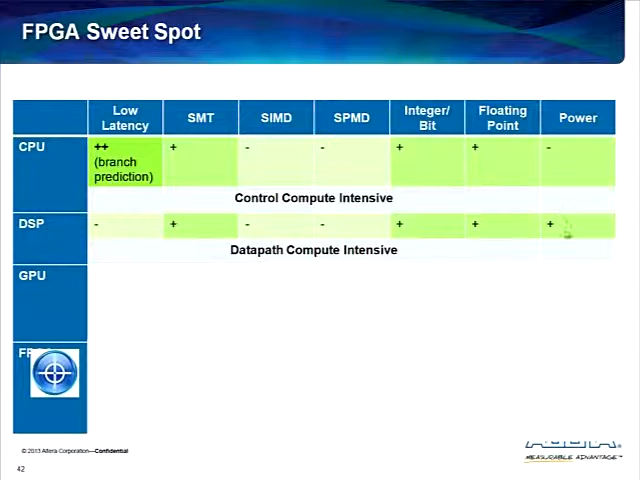 FPGA Sweet Spot
Low Latency SMT SIMD SPMD Integer/ Bit Floating Point Power
CPU ++ (branch prediction) + - - + + -
Control Compute Intensive
DSP - + - - + + +
Datapath Compute Intensive
GPU
© 2013 Altera Corporation—Confidential
MEASURABLE ADVANTAGE™
42